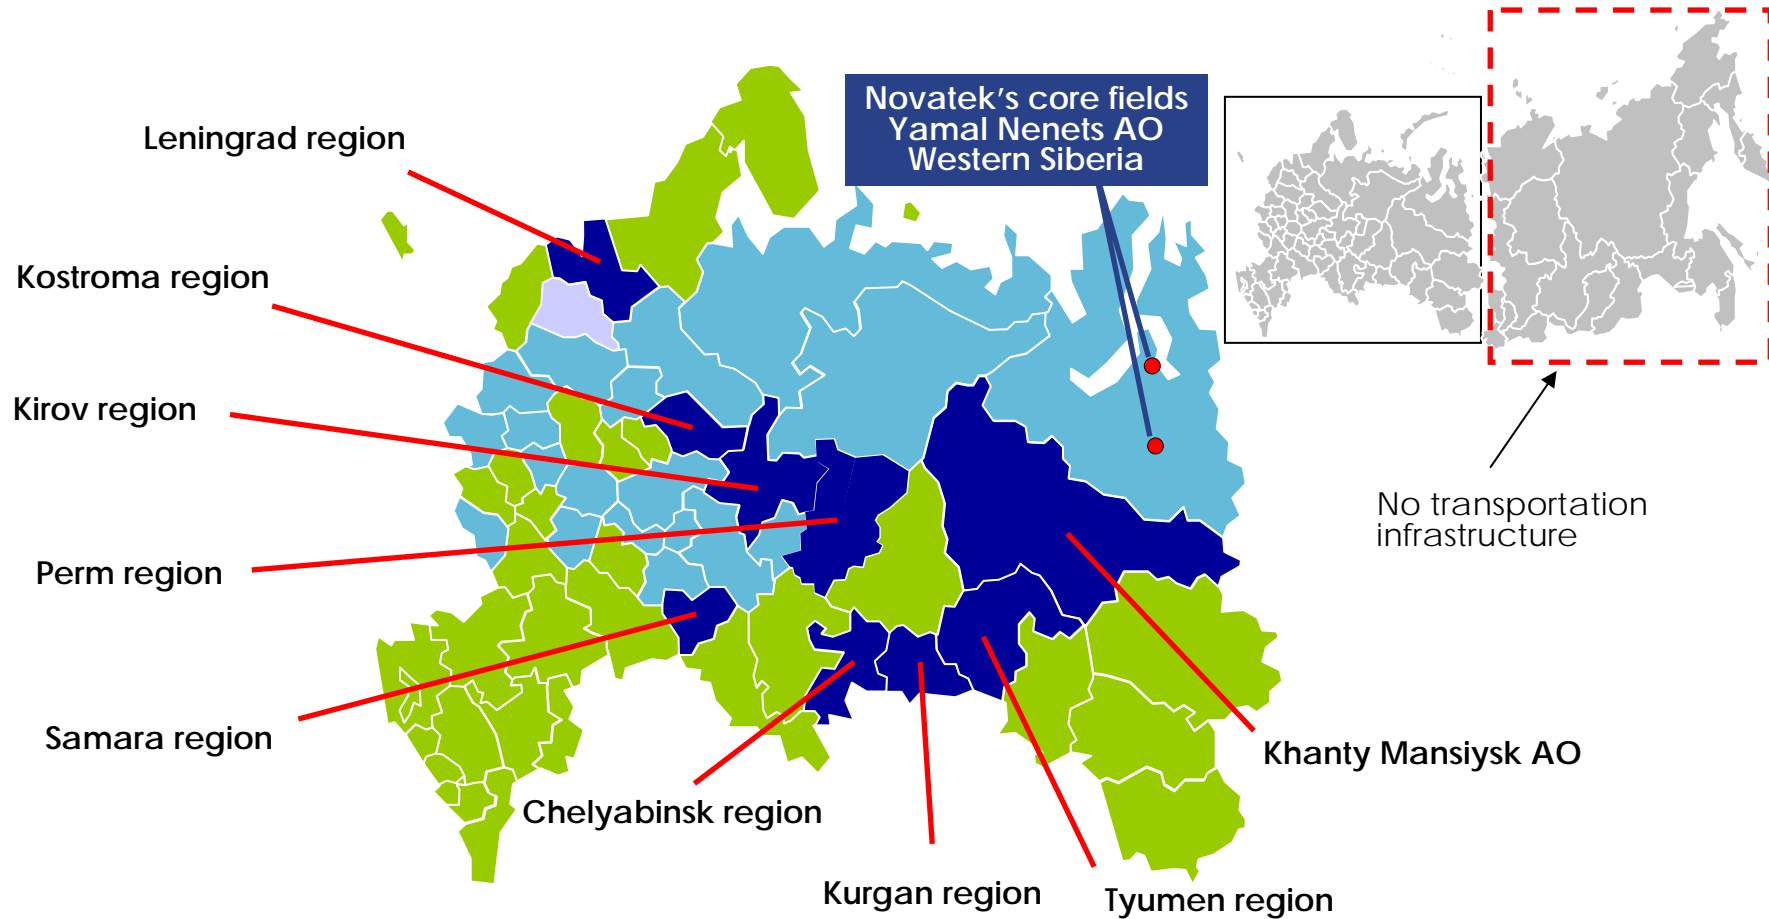 Novatek's core fields
Yamal Nenets AO
Western Siberia
Leningrad region
Kostroma region
Kirov region
No transportation
infrastructure
Perm region
Samara region
Khanty Mansiysk AO
Chelyabinsk region
Kurgan region
Tyumen region